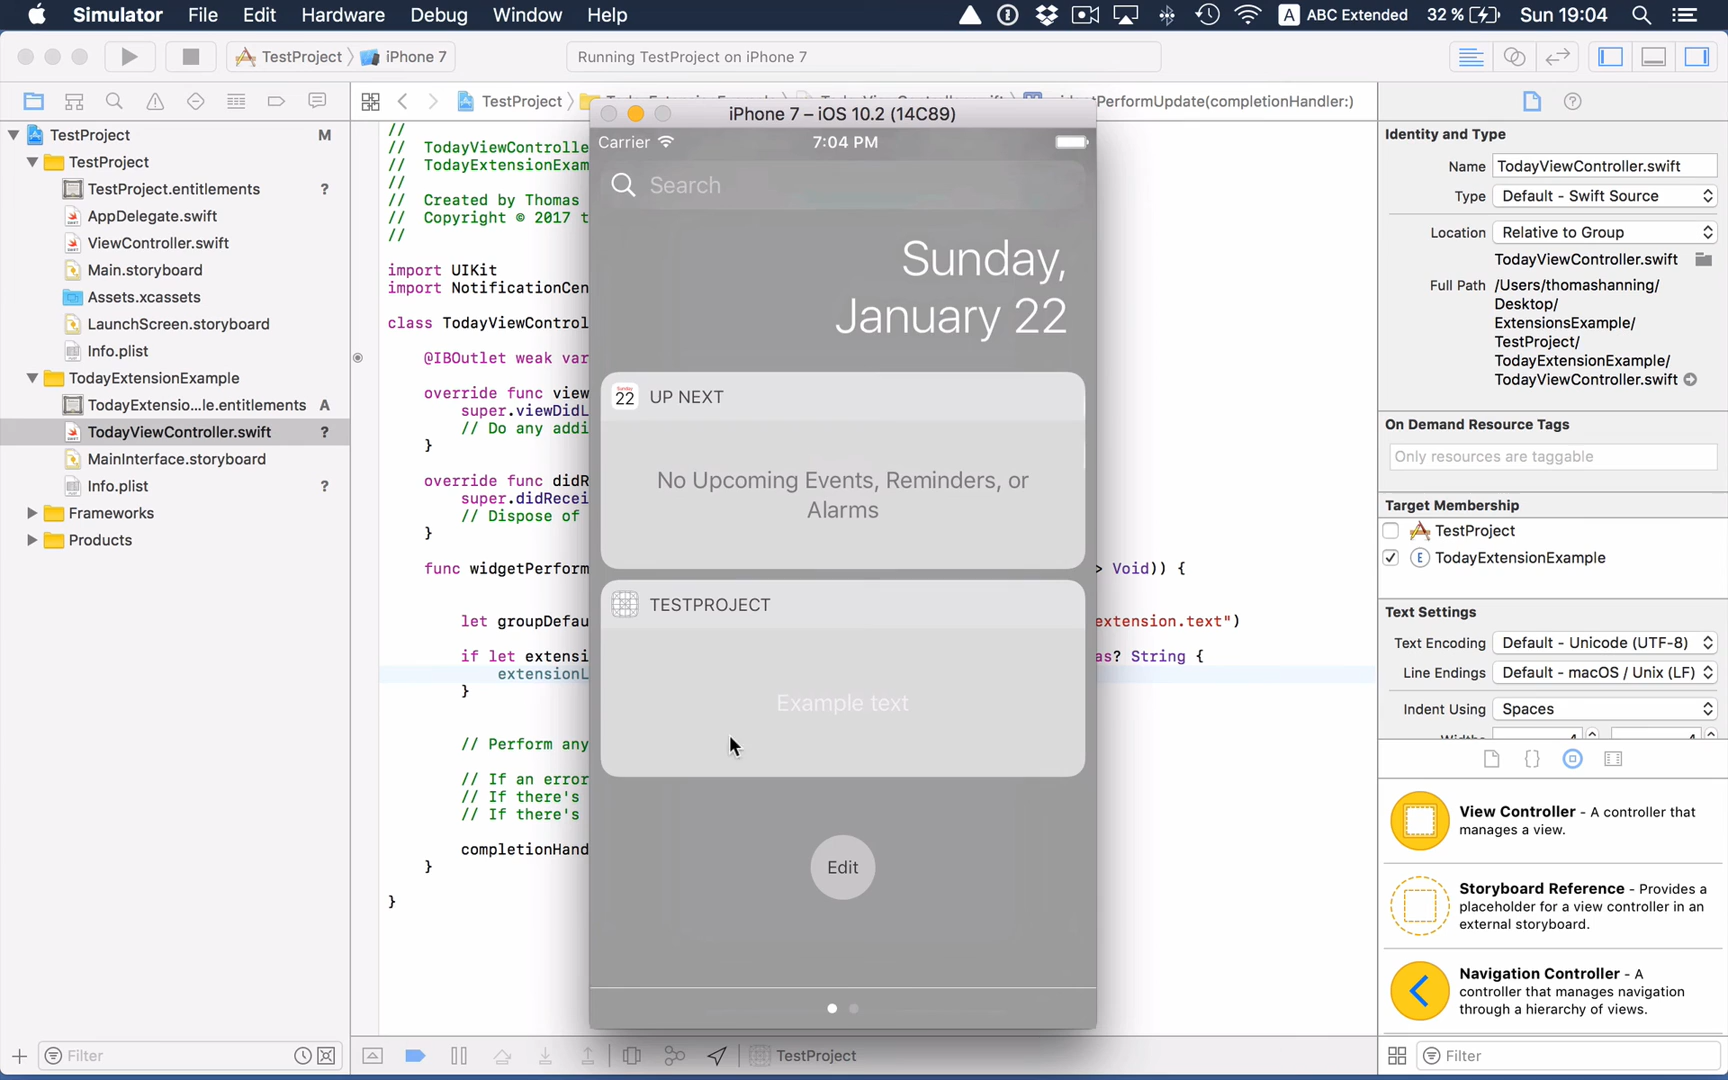 Simulator File Edit Hardware Debug Window Help
A ABC Extended 32 % Sun 19:04
TestProject iPhone 7
Running TestProject on iPhone 7
TestProject
PerformUpdate(completionHandler:)
TestProject M
TestProject
TestProject.entitlements ?
AppDelegate.swift
ViewController.swift
Main.storyboard
Assets.xcassets
LaunchScreen.storyboard
Info.plist
TodayExtensionExample
TodayExtensio...le.entitlements A
TodayViewController.swift ?
MainInterface.storyboard
Info.plist ?
Frameworks
Products
Filter
//
// TodayViewControlle
// TodayExtensionExam
//
// Created by Thomas
// Copyright © 2017 t
//
import UIKit
import NotificationCen
class TodayViewControl
@IBOutlet weak var
override func view
super.viewDidL
// Do any addi
}
override func didR
super.didRecei
// Dispose of
}
func widgetPerform
> Void)) {
let groupDefau
extension.text")
if let extensi
as? String {
extensionL
}
// Perform any
// If an error
// If there's
// If there's
completionHand
}
}
iPhone 7 – iOS 10.2 (14C89)
Carrier 7:04 PM
Search
Sunday,
January 22
Sunday
22 UP NEXT
No Upcoming Events, Reminders, or
Alarms
TESTPROJECT
Example text
Edit
TestProject
Identity and Type
Name TodayViewController.swift
Type Default - Swift Source
Location Relative to Group
TodayViewController.swift
Full Path /Users/thomashanning/
Desktop/
ExtensionsExample/
TestProject/
TodayExtensionExample/
TodayViewController.swift
On Demand Resource Tags
Only resources are taggable
Target Membership
TestProject
E TodayExtensionExample
Text Settings
Text Encoding Default - Unicode (UTF-8)
Line Endings Default - macOS / Unix (LF)
Indent Using Spaces
Widths 4 4
{}
View Controller - A controller that
manages a view.
Storyboard Reference - Provides a
placeholder for a view controller in an
external storyboard.
Navigation Controller - A
controller that manages navigation
through a hierarchy of views.
Filter